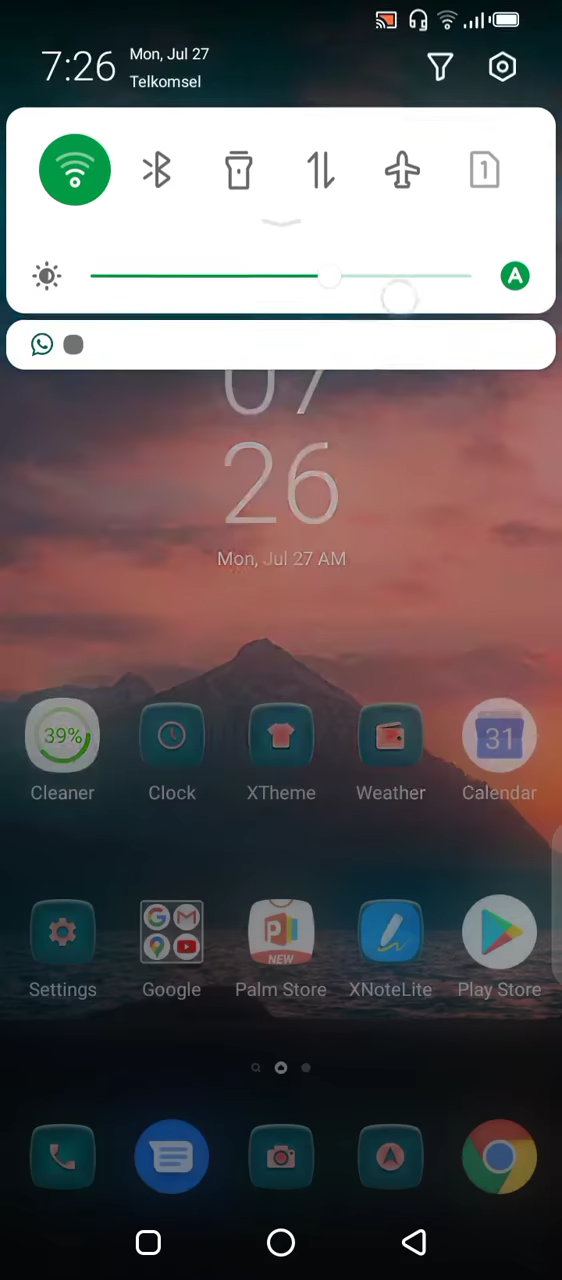 7:26
Mon, Jul 27
Telkomsel
1
A
07
26
Mon, Jul 27 AM
39%
Cleaner
Clock
XTheme
Weather
31
Calendar
Settings
G
P
NEW
Google
Palm Store
XNoteLite
Play Store